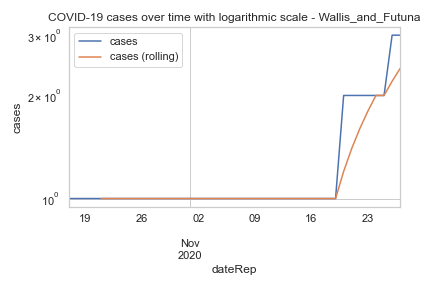 COVID-19 cases over time with logarithmic scale - Wallis_and_Futuna
3 × 10⁰
cases
cases (rolling)
2 × 10⁰
cases
10⁰
19 26 02 09 16 23
Nov
2020
dateRep